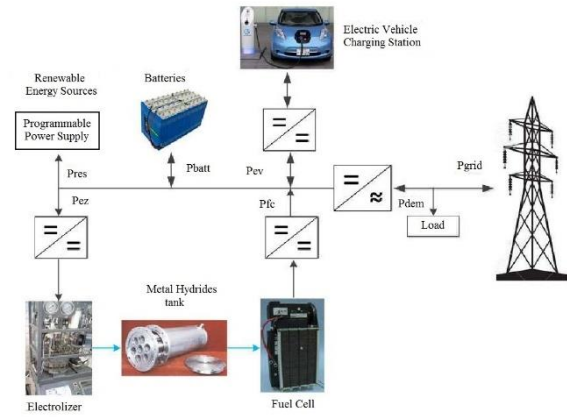 Electric Vehicle
Charging Station
Renewable
Energy Sources
Batteries
Programmable
Power Supply
Pres
Pbatt
Pev
Pgrid
Pez
Pfc
Pdem
Load
Metal Hydrides
tank
Electrolizer
Fuel Cell